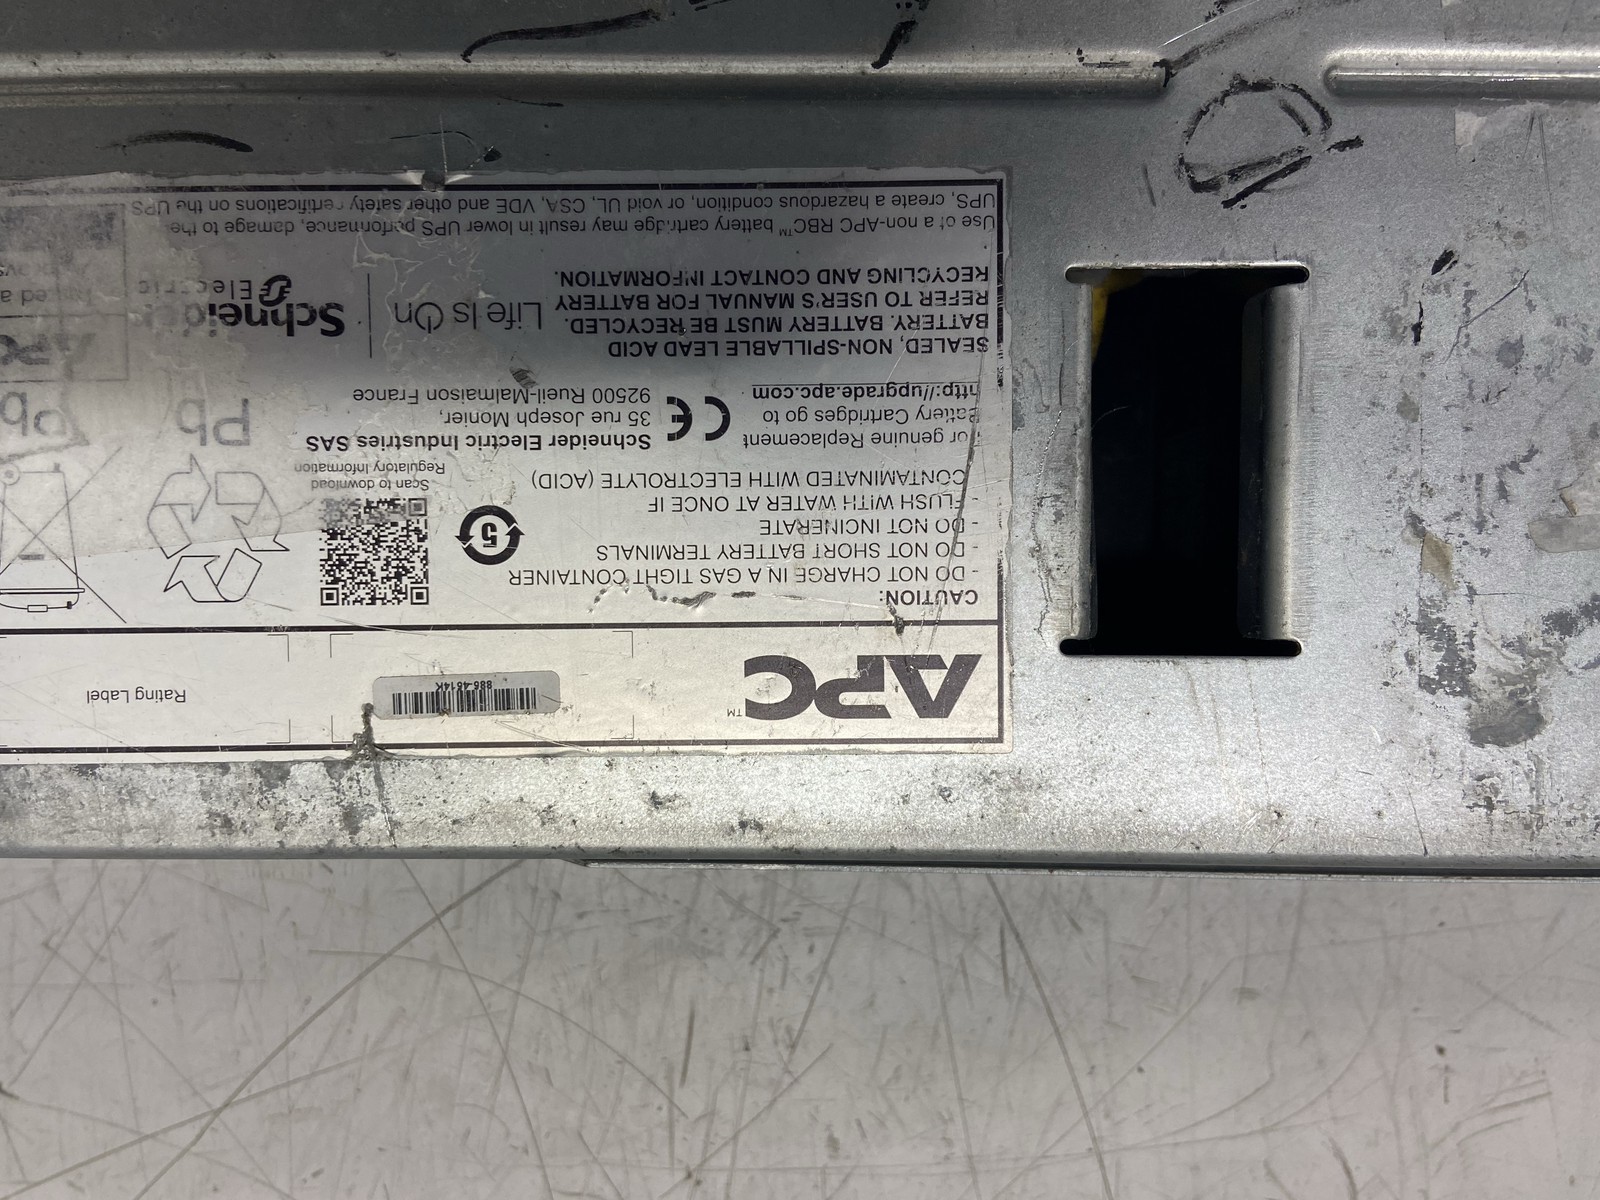 APC™
885-4614K
Rating Label
CAUTION:
- DO NOT CHARGE IN A GAS TIGHT CONTAINER
- DO NOT SHORT BATTERY TERMINALS
- DO NOT INCINERATE
- FLUSH WITH WATER AT ONCE IF
CONTAMINATED WITH ELECTROLYTE (ACID)
5
Scan to download
Regulatory Information
For genuine Replacement
Battery Cartridges go to
http://upgrade.apc.com
CE
Schneider Electric Industries SAS
35 rue Joseph Monier,
92500 Rueil-Malmaison France
Pb
Pb
SEALED, NON-SPILLABLE LEAD ACID
BATTERY. BATTERY MUST BE RECYCLED.
REFER TO USER'S MANUAL FOR BATTERY
RECYCLING AND CONTACT INFORMATION.
Life Is On
Schneider
Electric
APC
Use of a non-APC RBC™ battery cartridge may result in lower UPS performance, damage to the
UPS, create a hazardous condition, or void UL, CSA, VDE and other safety certifications on the UPS